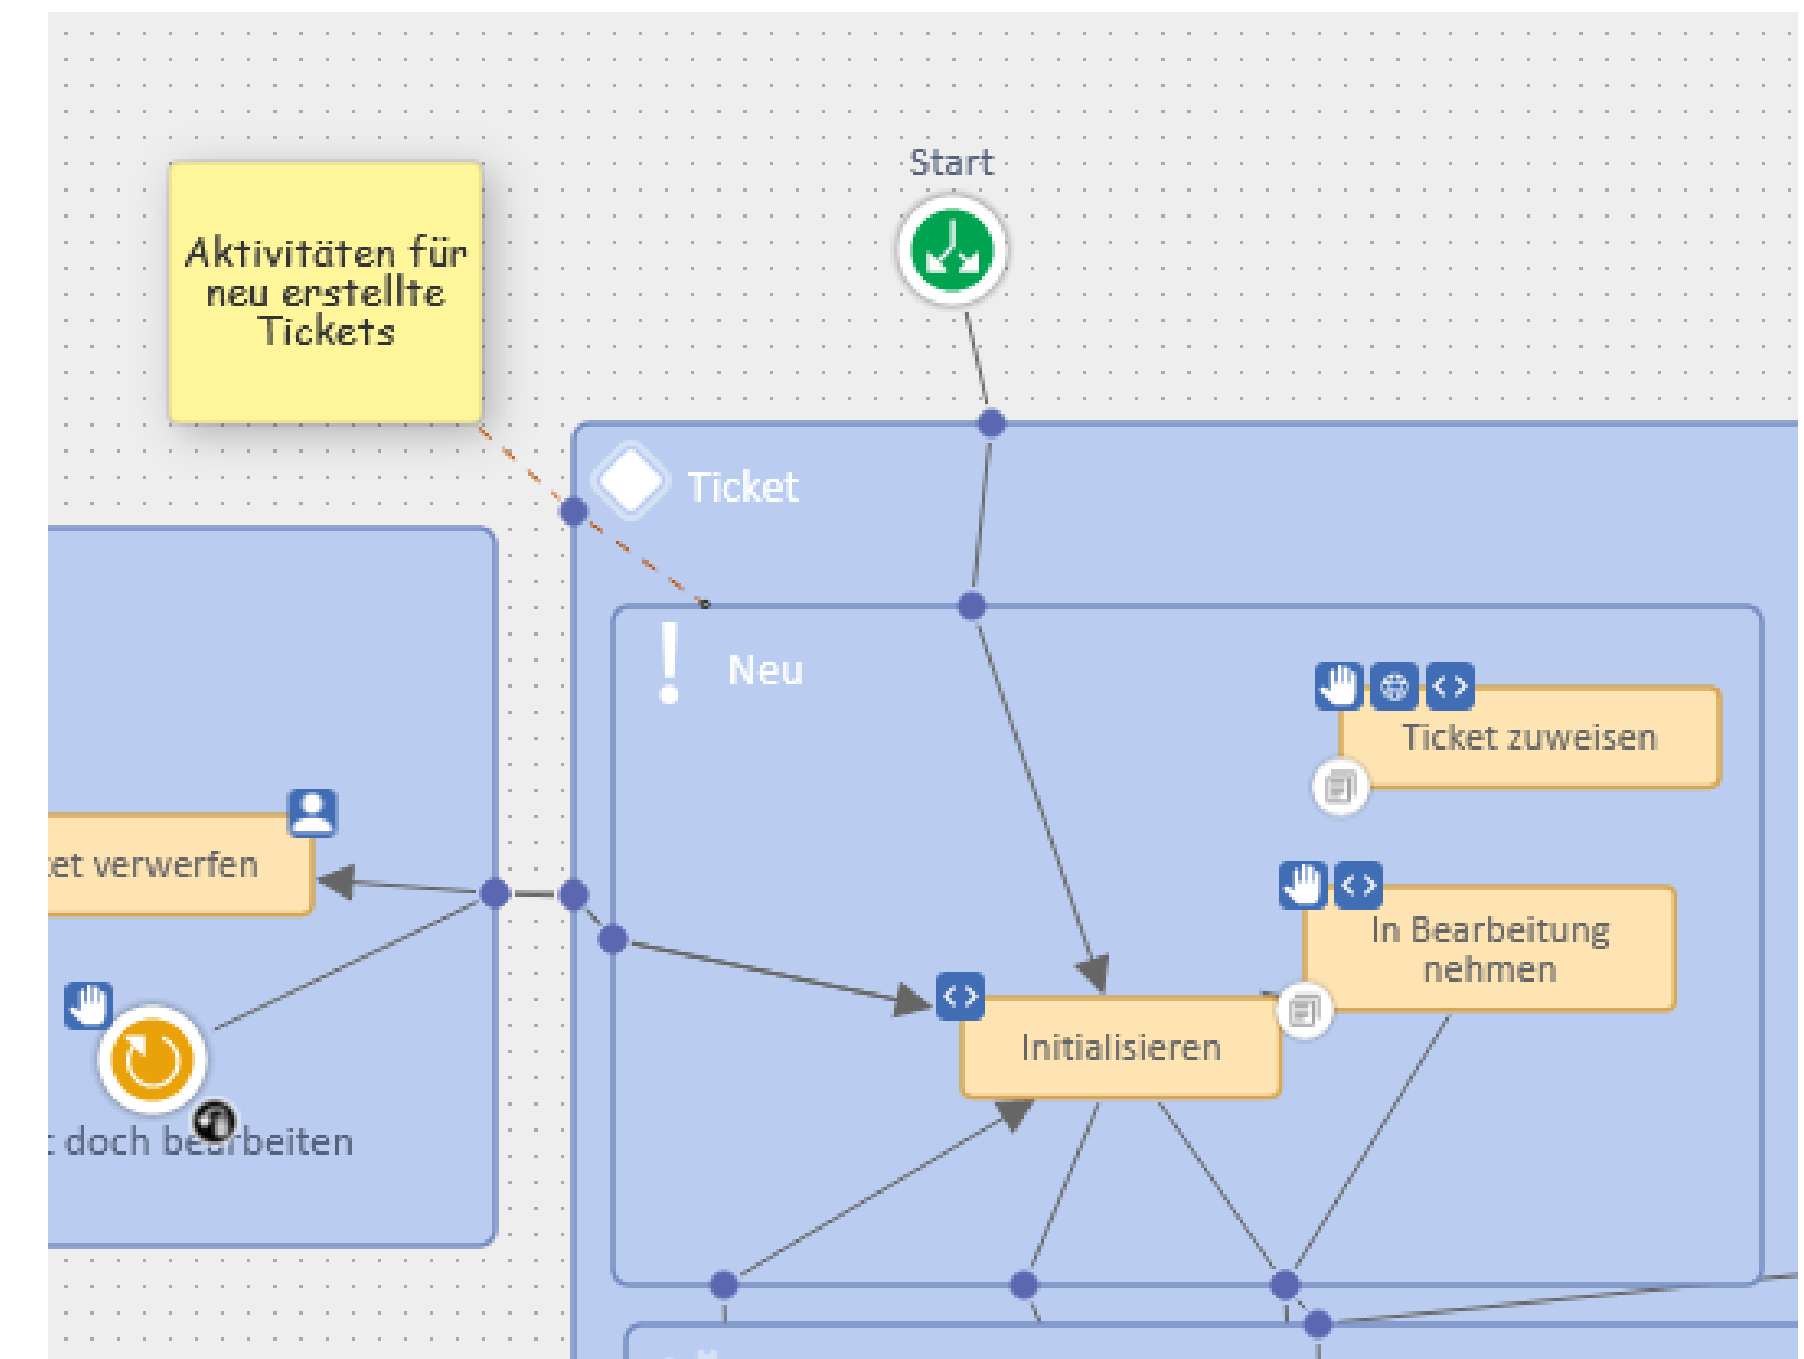 Start
Aktivitäten für
neu erstellte
Tickets
Ticket
Neu
Ticket zuweisen
verwerfen
In Bearbeitung
nehmen
Initialisieren
doch bearbeiten